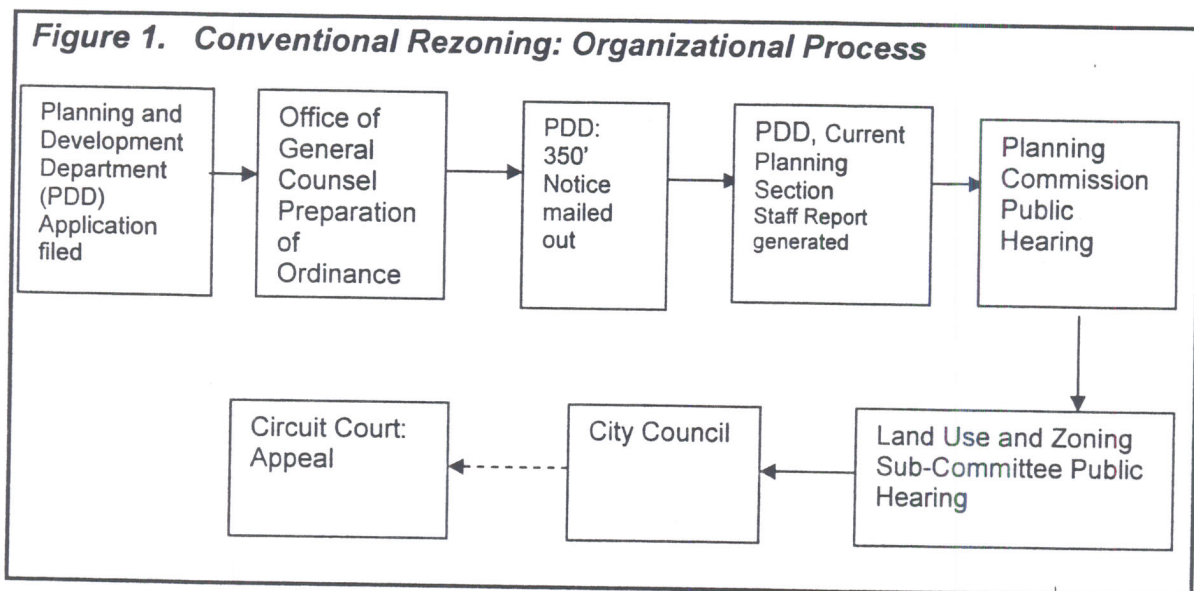 Figure 1. Conventional Rezoning: Organizational Process
Planning and
Development
Department
(PDD)
Application
filed
Office of
General
Counsel
Preparation
of
Ordinance
PDD:
350'
Notice
mailed
out
PDD, Current
Planning
Section
Staff Report
generated
Planning
Commission
Public
Hearing
Land Use and Zoning
Sub-Committee Public
Hearing
City Council
Circuit Court:
Appeal